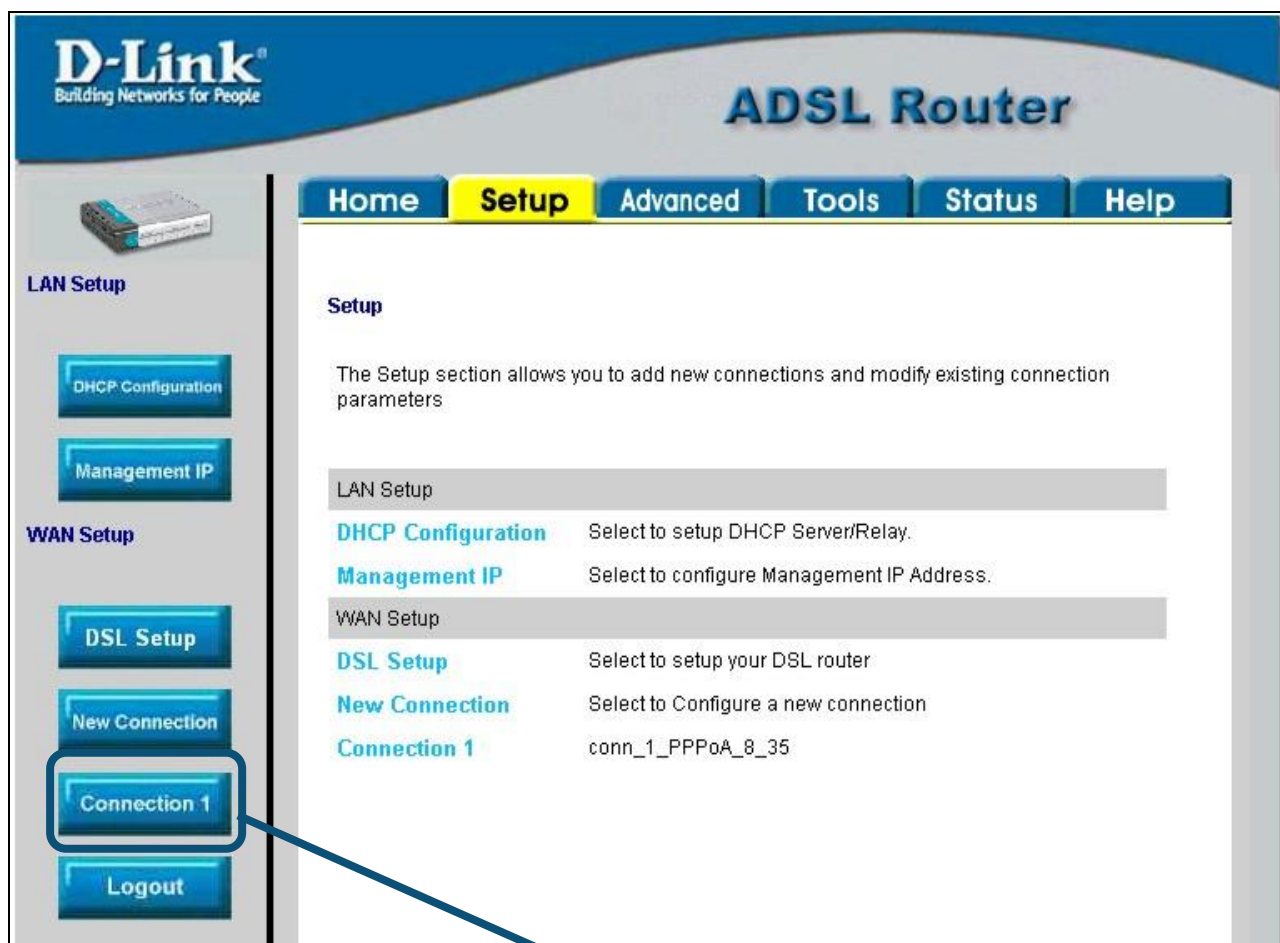 D-Link®
Building Networks for People
ADSL Router
Home Setup Advanced Tools Status Help
LAN Setup
DHCP Configuration
Management IP
WAN Setup
DSL Setup
New Connection
Connection 1
Logout
Setup
The Setup section allows you to add new connections and modify existing connection
parameters
LAN Setup
DHCP Configuration Select to setup DHCP Server/Relay.
Management IP Select to configure Management IP Address.
WAN Setup
DSL Setup Select to setup your DSL router
New Connection Select to Configure a new connection
Connection 1 conn_1_PPPoA_8_35